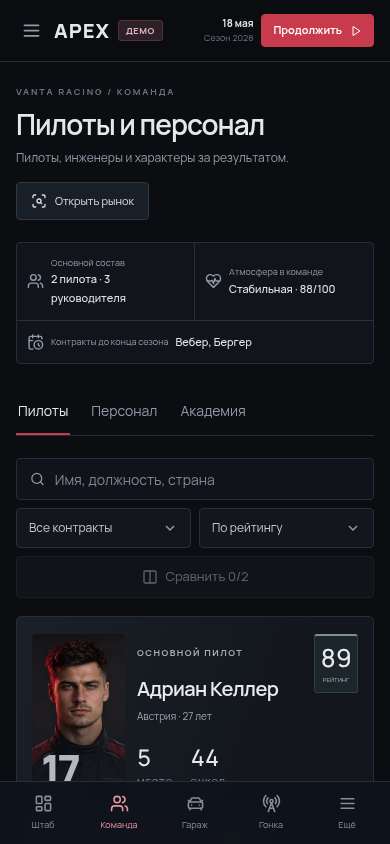 APEX
ДЕМО
18 мая
Сезон 2028
Продолжить
VANTA RACING / КОМАНДА
Пилоты и персонал
Пилоты, инженеры и характеры за результатом.
Открыть рынок
Основной состав
2 пилота · 3
руководителя
Атмосфера в команде
Стабильная · 88/100
Контракты до конца сезона Вебер, Бергер
Пилоты
Персонал
Академия
Имя, должность, страна
Все контракты
По рейтингу
Сравнить 0/2
ОСНОВНОЙ ПИЛОТ
89
РЕЙТИНГ
Адриан Келлер
Австрия · 27 лет
5
44
17
Штаб
Команда
Гараж
Гонка
Ещё